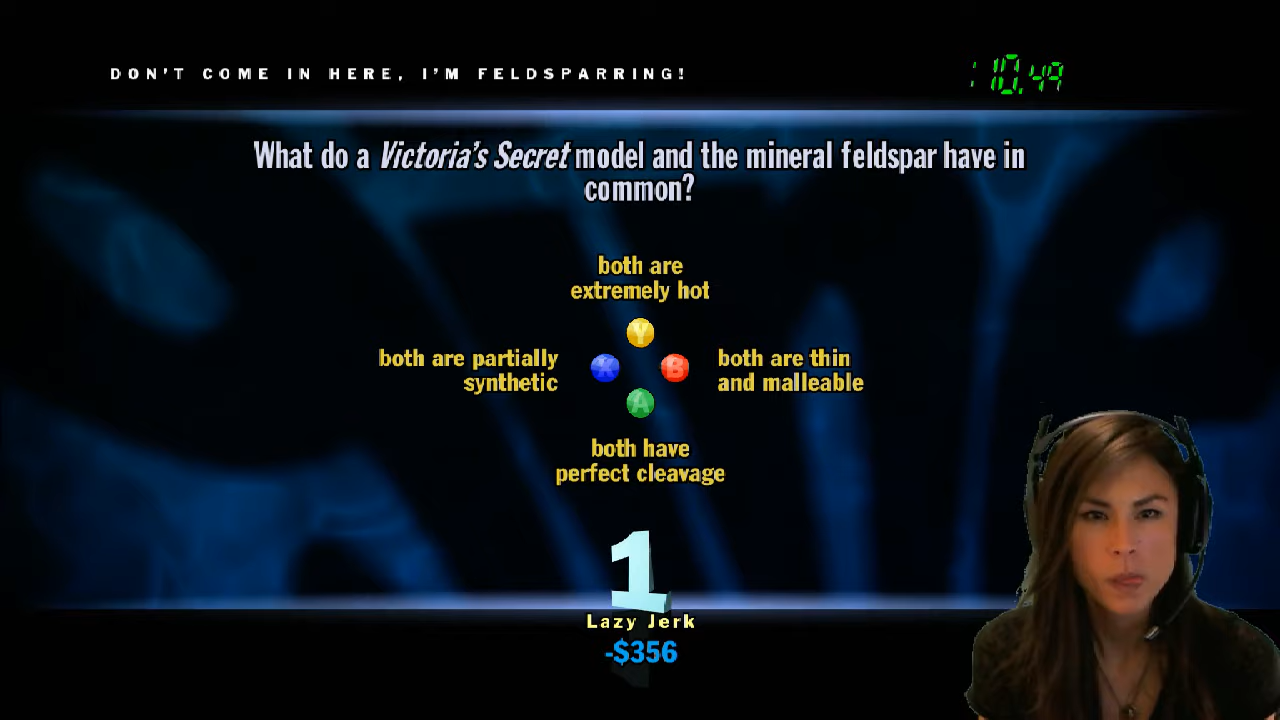 DON'T COME IN HERE, I'M FELDSPARRING!
:10.49
What do a Victoria's Secret model and the mineral feldspar have in
common?
both are
extremely hot
Y
both are partially
synthetic
X
B
both are thin
and malleable
A
both have
perfect cleavage
1
Lazy Jerk
-$356